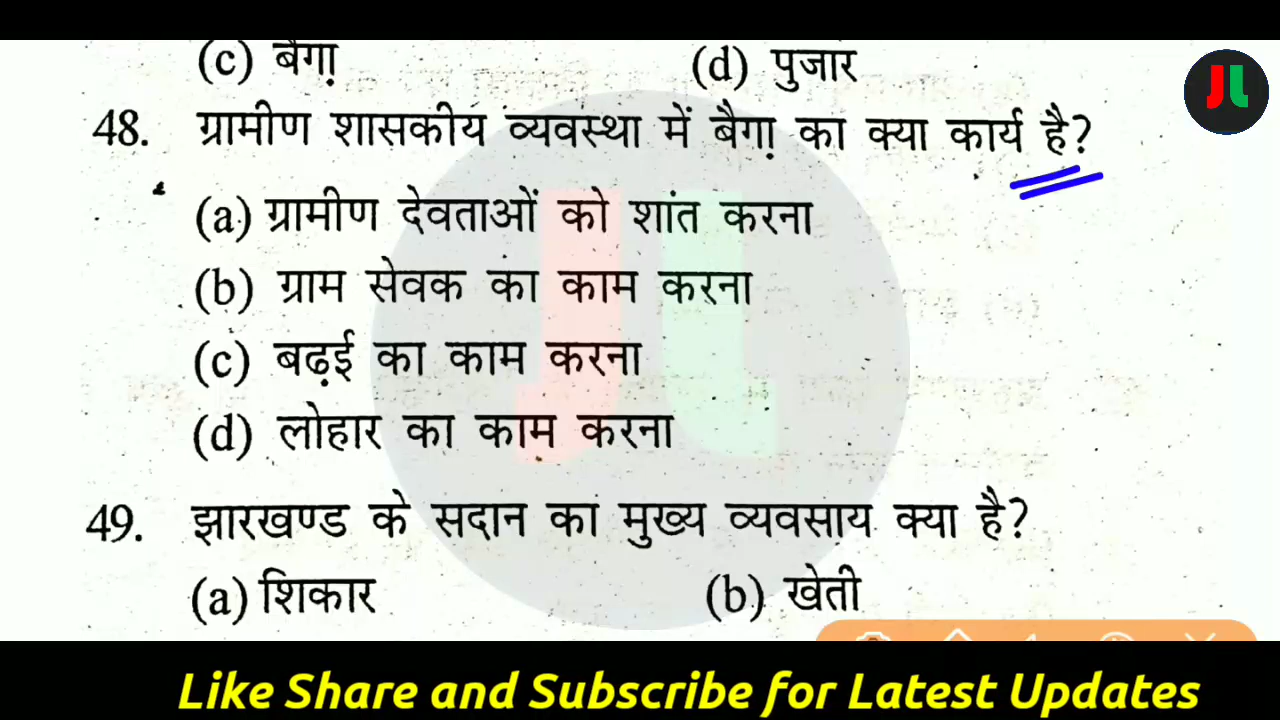 (c) बैगा़ (d) पुजार
JL
48. ग्रामीण शासकीय व्यवस्था में बैगा़ का क्या कार्य है?
(a) ग्रामीण देवताओं को शांत करना
(b) ग्राम सेवक का काम करना
(c) बढ़ई का काम करना
(d) लोहार का काम करना
49. झारखण्ड के सदान का मुख्य व्यवसाय क्या है?
(a) शिकार (b) खेती
Like Share and Subscribe for Latest Updates